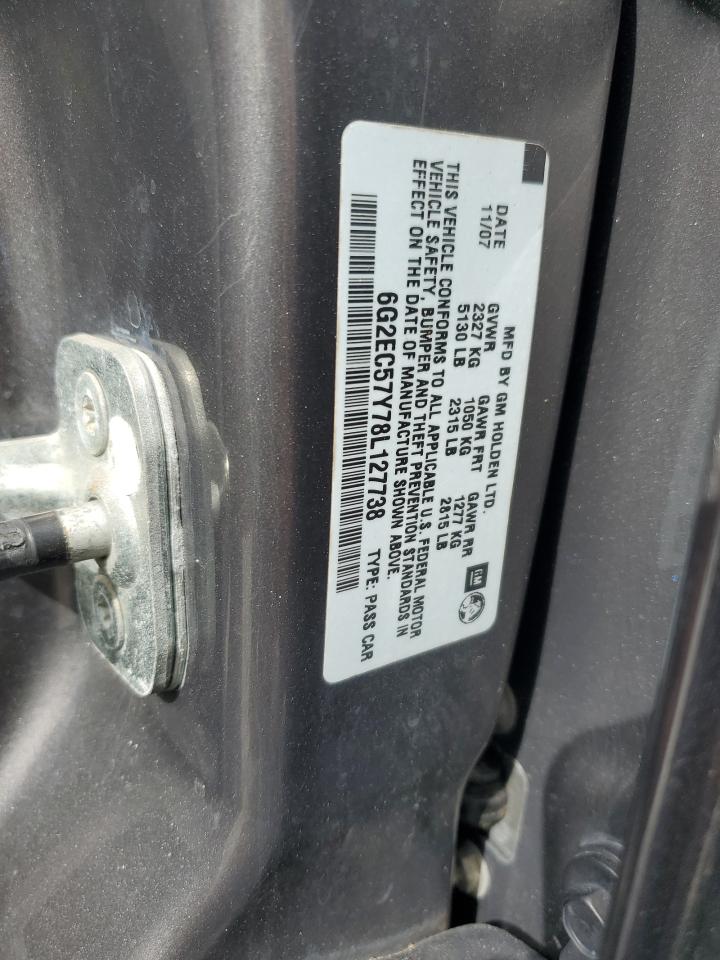 MFD BY GM HOLDEN LTD.
DATE GVWR GAWR FRT GAWR RR
11/07 2327 KG 1050 KG 1277 KG
5130 LB 2315 LB 2815 LB
GM
THIS VEHICLE CONFORMS TO ALL APPLICABLE U.S. FEDERAL MOTOR
VEHICLE SAFETY, BUMPER AND THEFT PREVENTION STANDARDS IN
EFFECT ON THE DATE OF MANUFACTURE SHOWN ABOVE.
6G2EC57Y78L127738 TYPE: PASS CAR